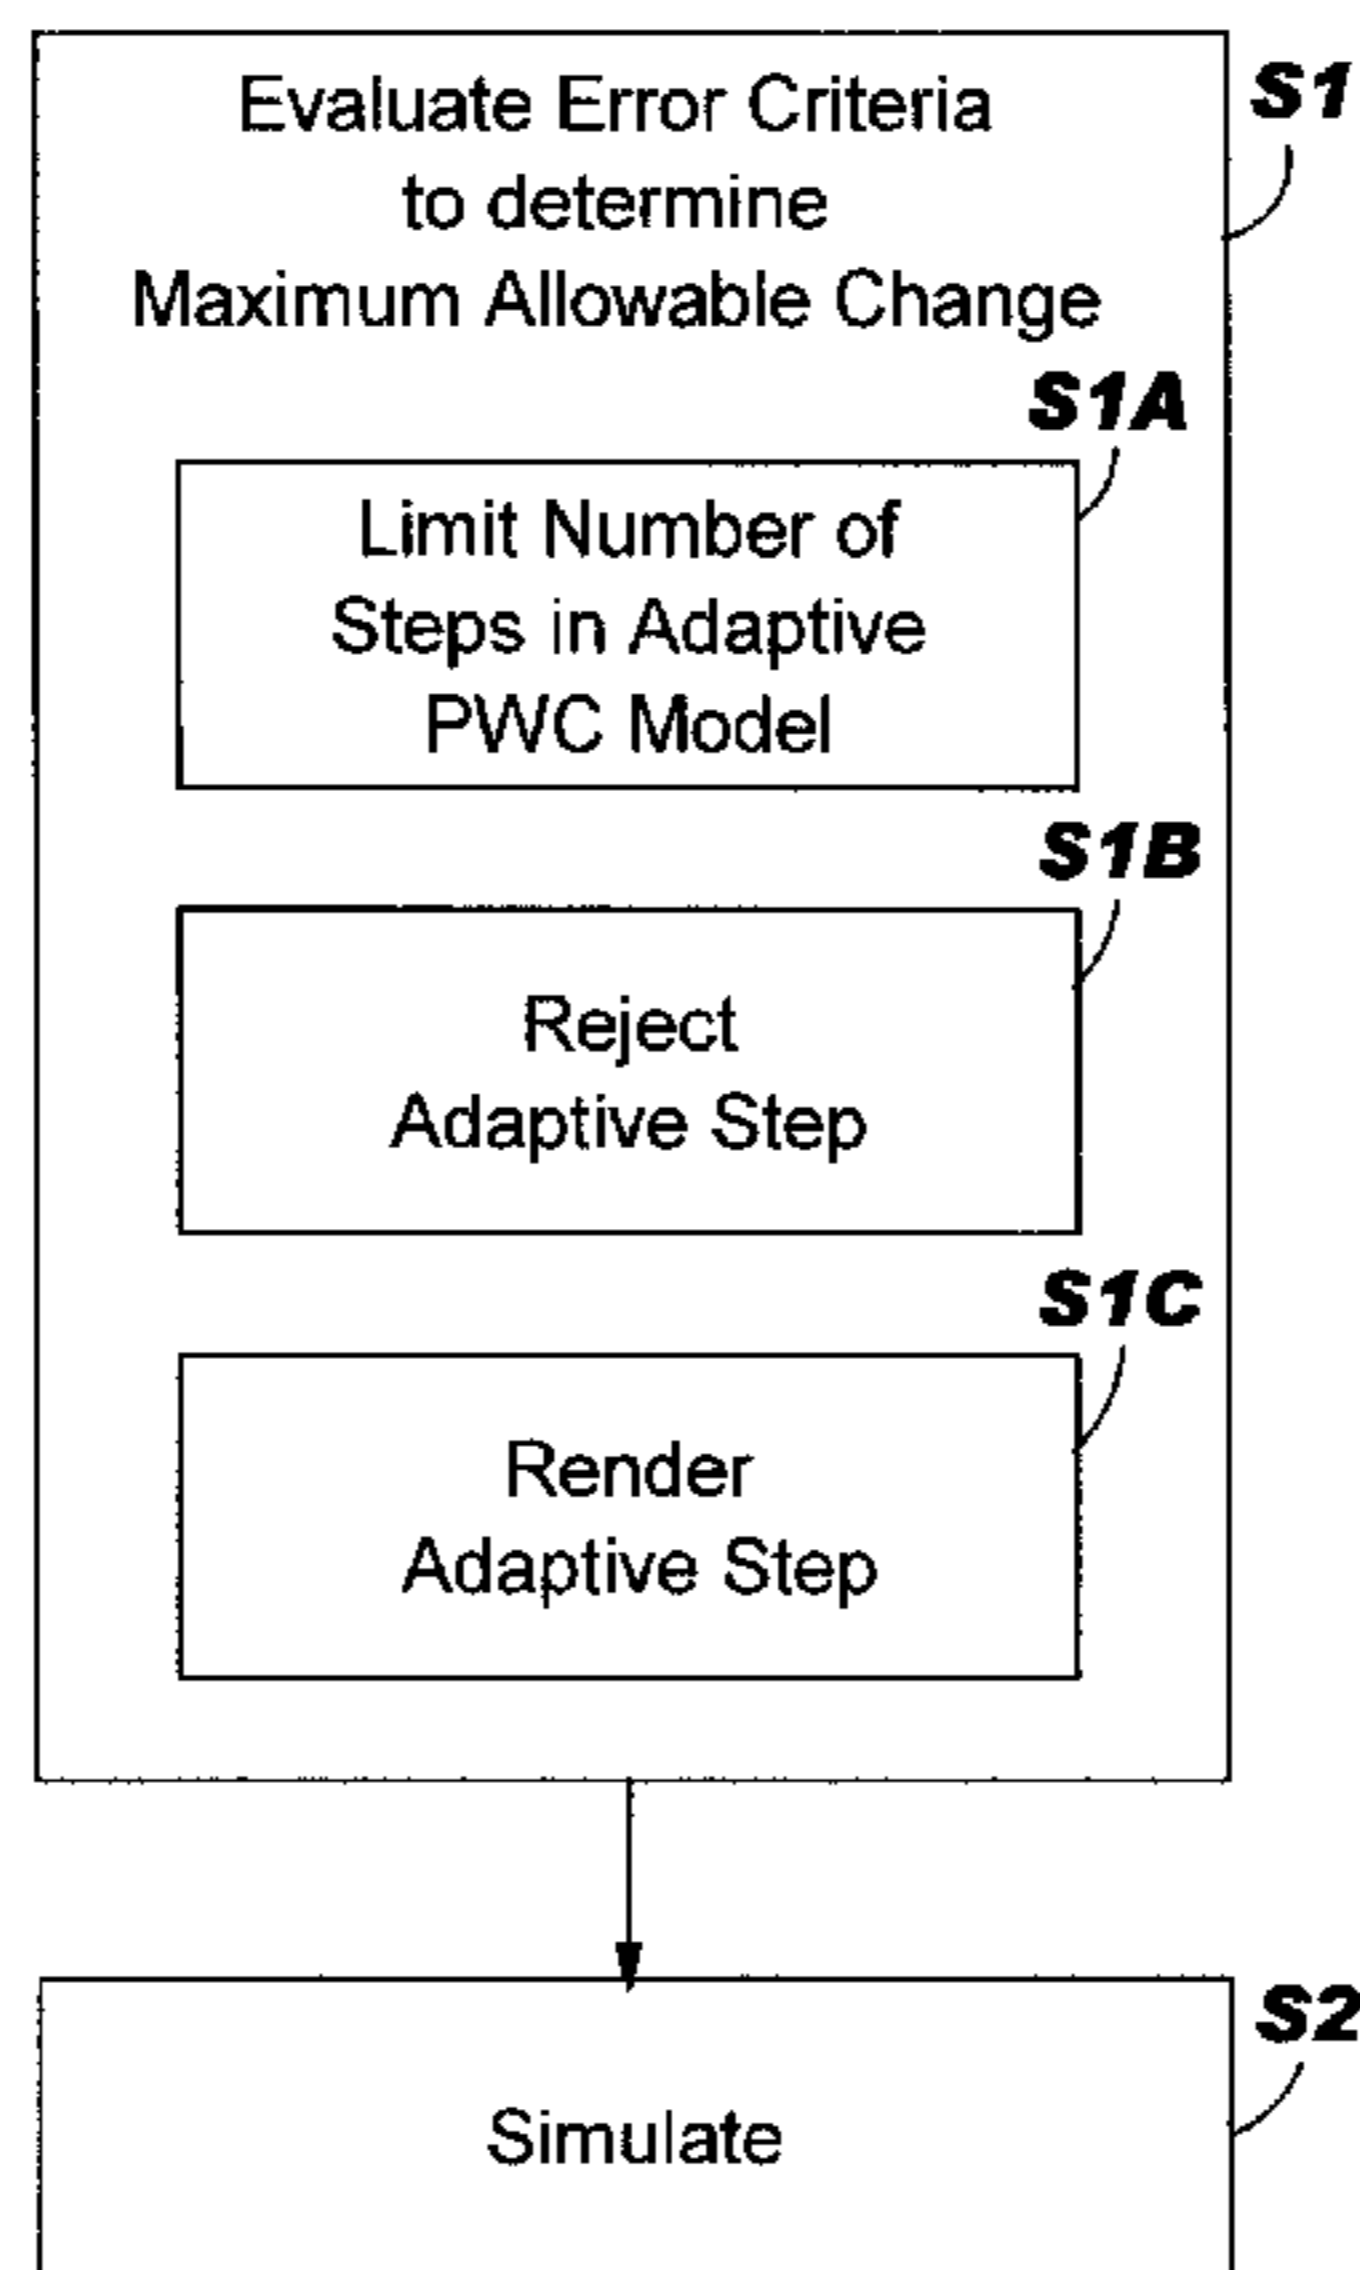 Evaluate Error Criteria
to determine
Maximum Allowable Change
S1
S1A
Limit Number of
Steps in Adaptive
PWC Model
S1B
Reject
Adaptive Step
S1C
Render
Adaptive Step
S2
Simulate